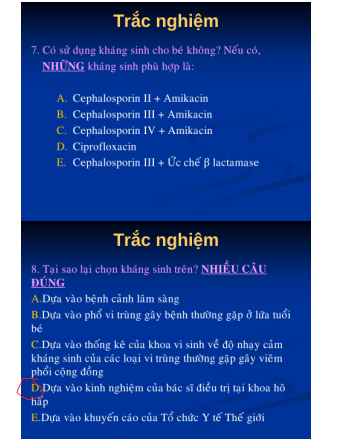 Trắc nghiệm
7. Có sử dụng kháng sinh cho bé không? Nếu có,
NHỮNG kháng sinh phù hợp là:
A. Cephalosporin II + Amikacin
B. Cephalosporin III + Amikacin
C. Cephalosporin IV + Amikacin
D. Ciprofloxacin
E. Cephalosporin III + Ức chế β lactamase
Trắc nghiệm
8. Tại sao lại chọn kháng sinh trên? NHIỀU CÂU
ĐÚNG
A.Dựa vào bệnh cảnh lâm sàng
B.Dựa vào phổ vi trùng gây bệnh thường gặp ở lứa tuổi
bé
C.Dựa vào thống kê của khoa vi sinh về độ nhạy cảm
kháng sinh của các loại vi trùng thường gặp gây viêm
phổi cộng đồng
D.Dựa vào kinh nghiệm của bác sĩ điều trị tại khoa hô
hấp
E.Dựa vào khuyến cáo của Tổ chức Y tế Thế giới